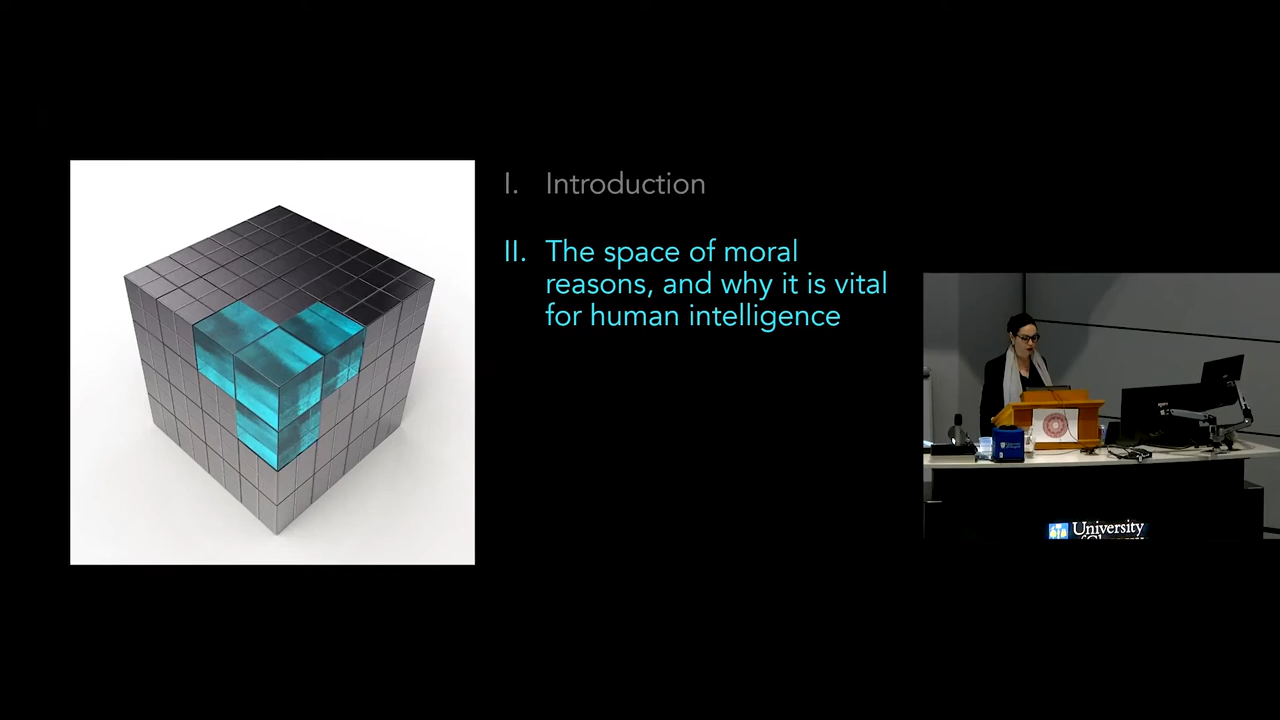 I. Introduction
II. The space of moral
reasons, and why it is vital
for human intelligence
University